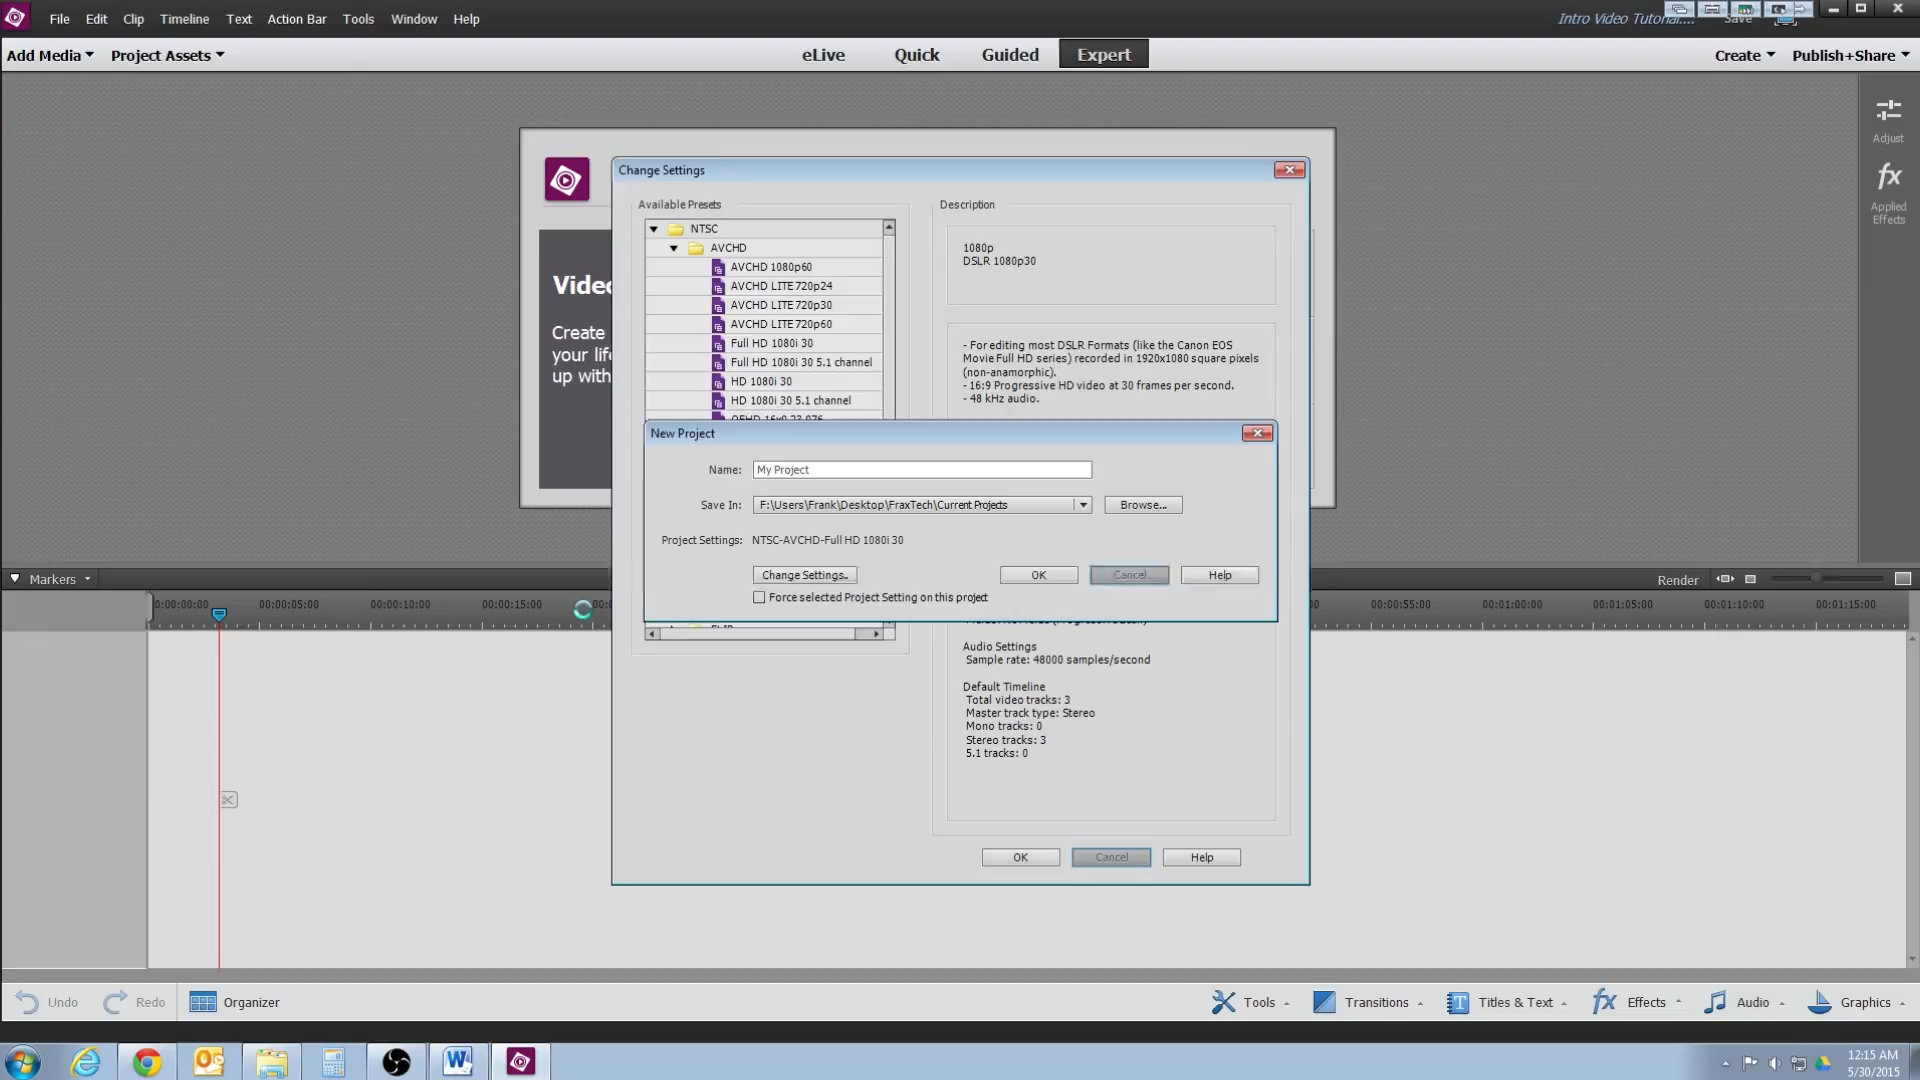 File Edit Clip Timeline Text Action Bar Tools Window Help
Intro Video Tutorial.... Save
Add Media Project Assets eLive Quick Guided Expert Create Publish+Share
Adjust
Applied
Effects
Video
Create
your life
up with
Change Settings
Available Presets
NTSC
AVCHD
AVCHD 1080p60
AVCHD LITE 720p24
AVCHD LITE 720p30
AVCHD LITE 720p60
Full HD 1080i 30
Full HD 1080i 30 5.1 channel
HD 1080i 30
HD 1080i 30 5.1 channel
Description
1080p
DSLR 1080p30
- For editing most DSLR Formats (like the Canon EOS
Movie Full HD series) recorded in 1920x1080 square pixels
(non-anamorphic).
- 16:9 Progressive HD video at 30 frames per second.
- 48 kHz audio.
New Project
Name: My Project
Save In: F:\Users\Frank\Desktop\FraxTech\Current Projects Browse...
Project Settings: NTSC-AVCHD-Full HD 1080i 30
Change Settings.. OK Cancel Help
Force selected Project Setting on this project
Audio Settings
Sample rate: 48000 samples/second
Default Timeline
Total video tracks: 3
Master track type: Stereo
Mono tracks: 0
Stereo tracks: 3
5.1 tracks: 0
OK Cancel Help
Markers Render
0:00:00:00 00:00:05:00 00:00:10:00 00:00:15:00 00:00:55:00 00:01:00:00 00:01:05:00 00:01:10:00 00:01:15:00
Undo Redo Organizer Tools Transitions Titles & Text Effects Audio Graphics
12:15 AM
5/30/2015